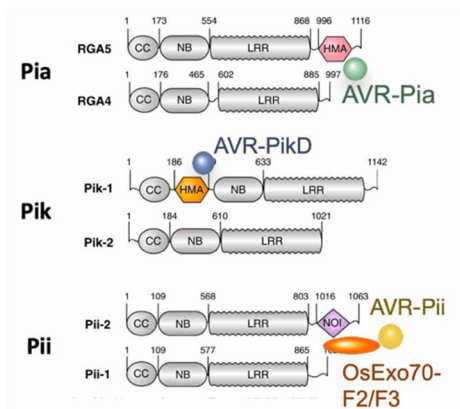 1 173 554 868 996 1116
RGA5 CC NB LRR HMA
Pia
1 176 465 602 885 997
RGA4 CC NB LRR
AVR-Pia
AVR-PikD
1 186 633 1142
Pik-1 CC HMA NB LRR
Pik
1 184 610 1021
Pik-2 CC NB LRR
1 109 568 803 1016 1063
AVR-Pii
Pii-2 CC NB LRR NOI
Pii
1 109 577 865
Pii-1 CC NB LRR
OsExo70-
F2/F3